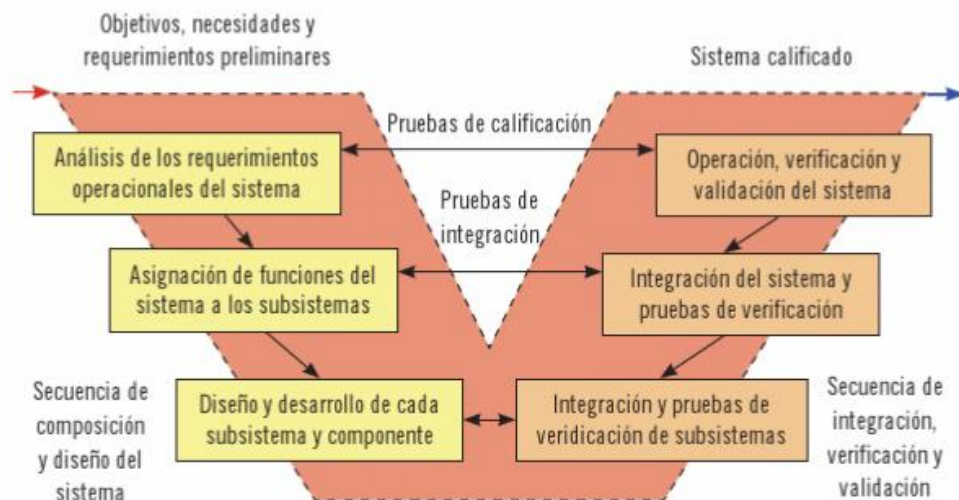 Objetivos, necesidades y
requerimientos preliminares
Sistema calificado
Pruebas de calificación
Análisis de los requerimientos
operacionales del sistema
Operación, verificación y
validación del sistema
Pruebas de
integración
Asignación de funciones del
sistema a los subsistemas
Integración del sistema y
pruebas de verificación
Secuencia de
composición
y diseño del
sistema
Diseño y desarrollo de cada
subsistema y componente
Integración y pruebas de
veridicación de subsistemas
Secuencia de
integración,
verificación y
validación